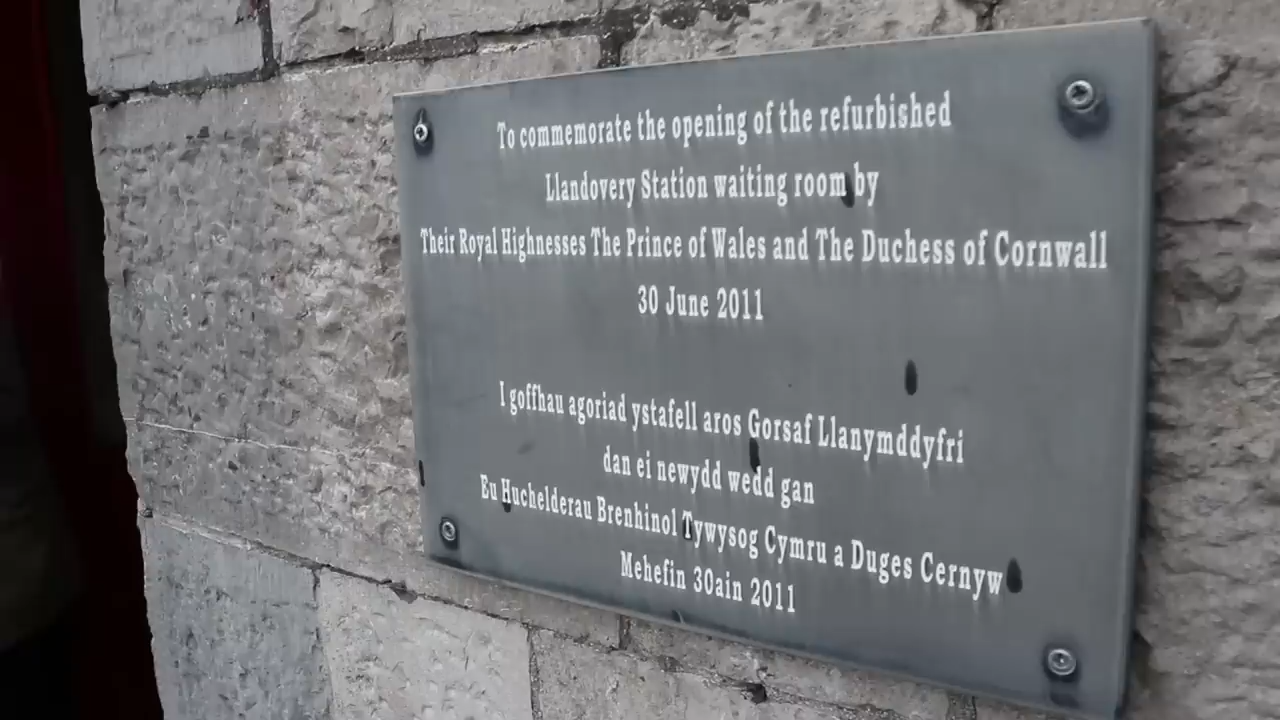 To commemorate the opening of the refurbished
Llandovery Station waiting room by
Their Royal Highnesses The Prince of Wales and The Duchess of Cornwall
30 June 2011
I goffhau agoriad ystafell aros Gorsaf Llanymddyfri
dan ei newydd wedd gan
Eu Huchelderau Brenhinol Tywysog Cymru a Duges Cernyw
Mehefin 30ain 2011